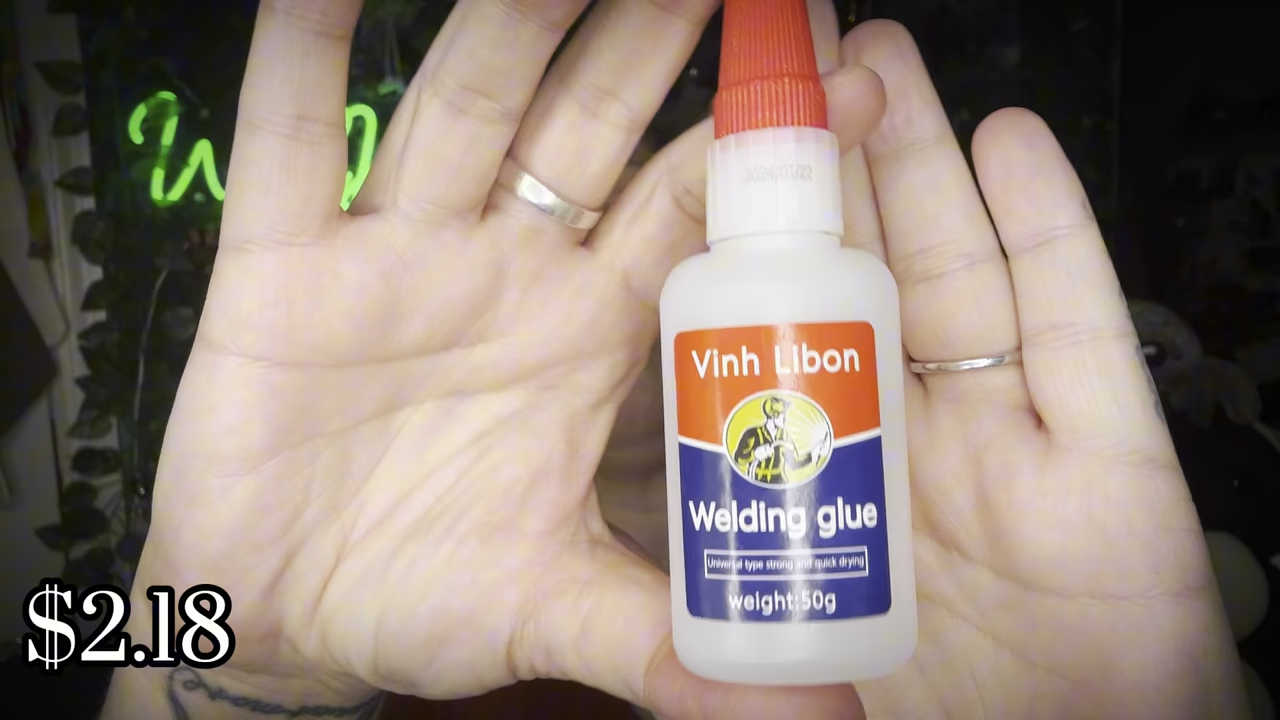 Vinh Libon
Welding glue
Universal type strong and quick drying
weight:50g
$2.18